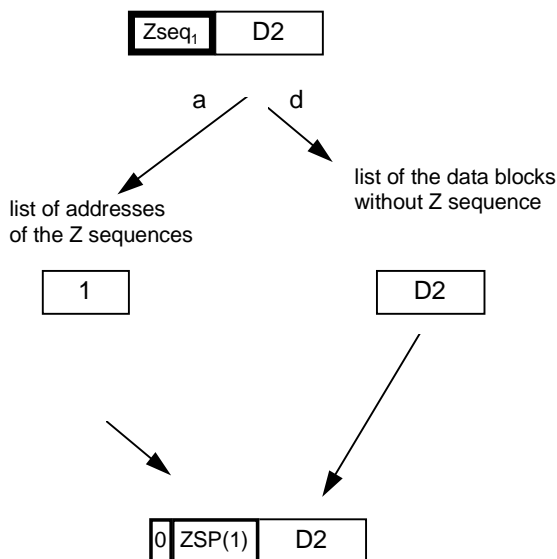 Zseq1 D2
a d
list of addresses
of the Z sequences
list of the data blocks
without Z sequence
1 D2
0 ZSP(1) D2